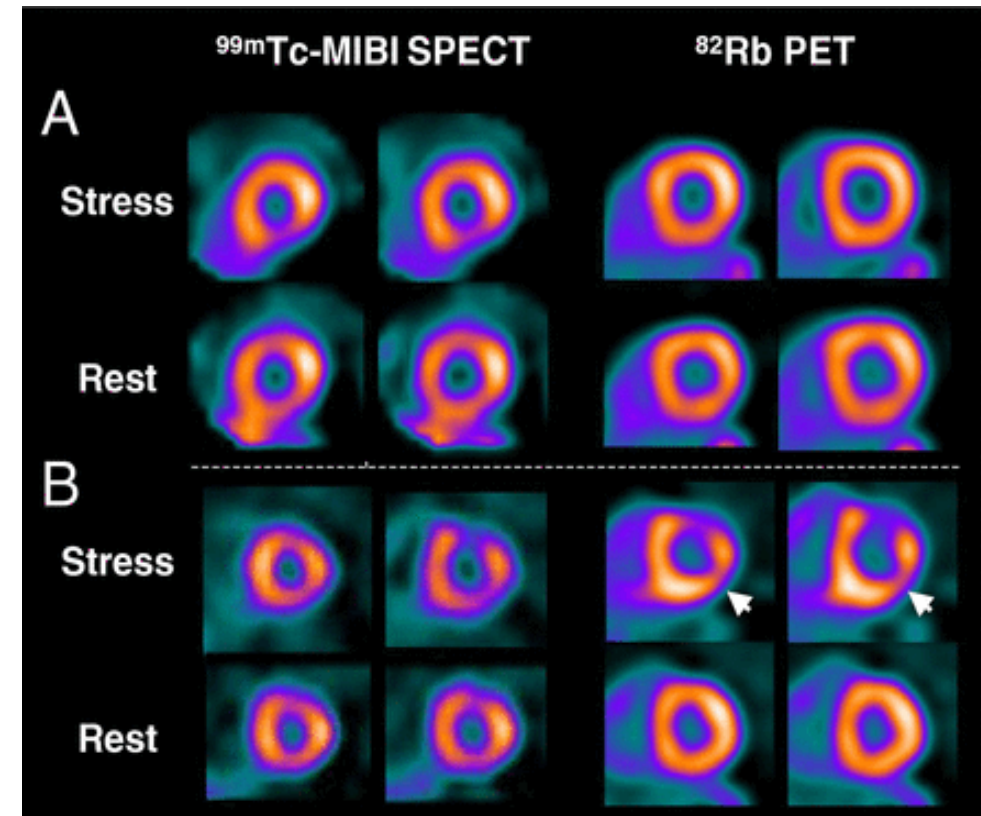 ⁹⁹ᵐTc-MIBI SPECT
⁸²Rb PET
A
Stress
Rest
B
Stress
Rest